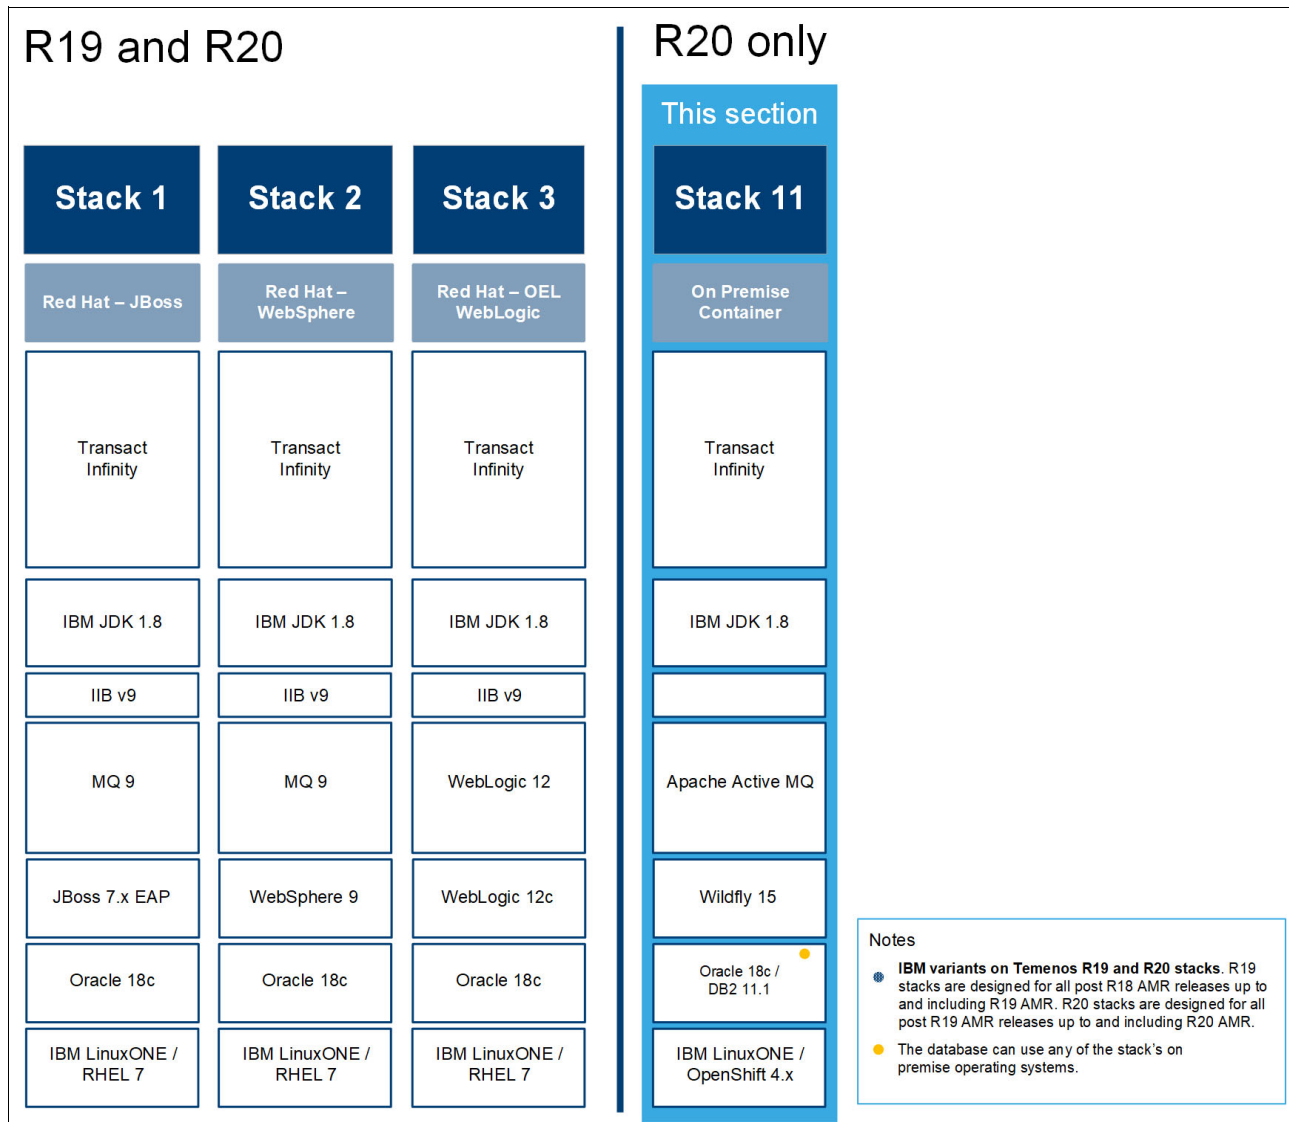 R19 and R20
R20 only
This section
Stack 1
Stack 2
Stack 3
Stack 11
Red Hat – JBoss
Red Hat –
WebSphere
Red Hat – OEL
WebLogic
On Premise
Container
Transact
Infinity
Transact
Infinity
Transact
Infinity
Transact
Infinity
IBM JDK 1.8
IBM JDK 1.8
IBM JDK 1.8
IBM JDK 1.8
IIB v9
IIB v9
IIB v9
MQ 9
MQ 9
WebLogic 12
Apache Active MQ
JBoss 7.x EAP
WebSphere 9
WebLogic 12c
Wildfly 15
Oracle 18c
Oracle 18c
Oracle 18c
Oracle 18c /
DB2 11.1
IBM LinuxONE /
RHEL 7
IBM LinuxONE /
RHEL 7
IBM LinuxONE /
RHEL 7
IBM LinuxONE /
OpenShift 4.x
Notes
IBM variants on Temenos R19 and R20 stacks. R19
stacks are designed for all post R18 AMR releases up to
and including R19 AMR. R20 stacks are designed for all
post R19 AMR releases up to and including R20 AMR.
The database can use any of the stack's on
premise operating systems.